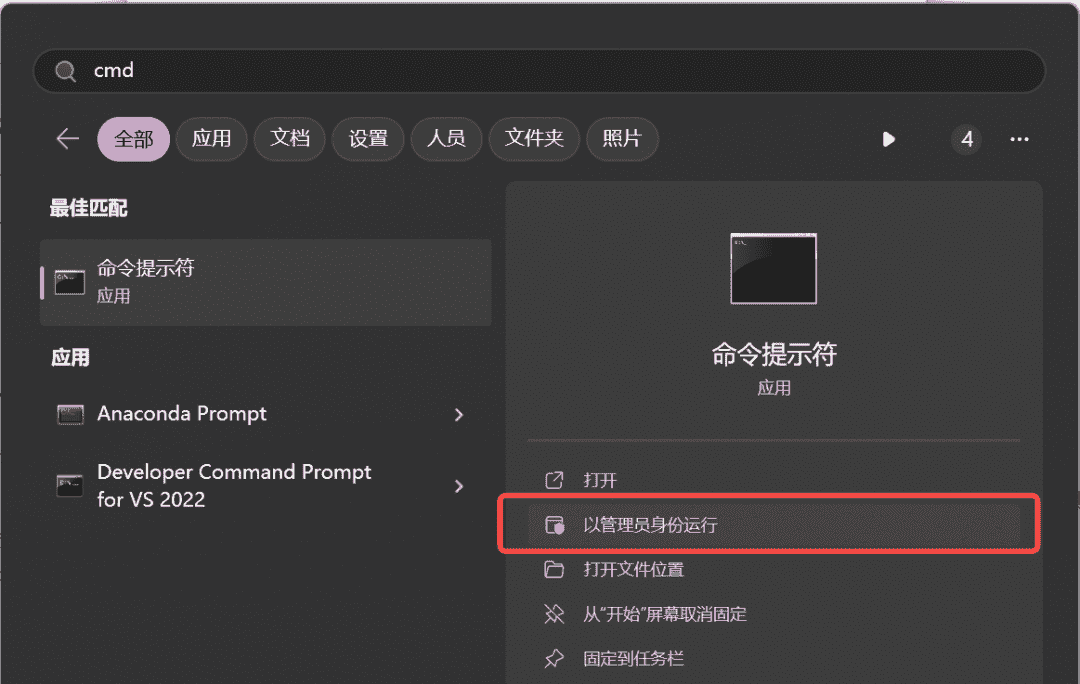 cmd
全部 应用 文档 设置 人员 文件夹 照片 4 ...
最佳匹配
命令提示符
应用
应用
Anaconda Prompt
Developer Command Prompt
for VS 2022
命令提示符
应用
打开
以管理员身份运行
打开文件位置
从“开始”屏幕取消固定
固定到任务栏